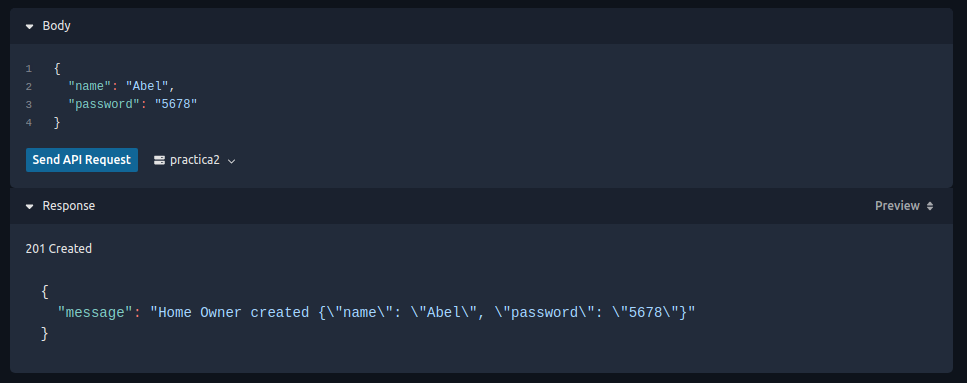 Body
1 {
2 "name": "Abel",
3 "password": "5678"
4 }
Send API Request practica2
Response Preview
201 Created
{
"message": "Home Owner created {\"name\": \"Abel\", \"password\": \"5678\"}"
}